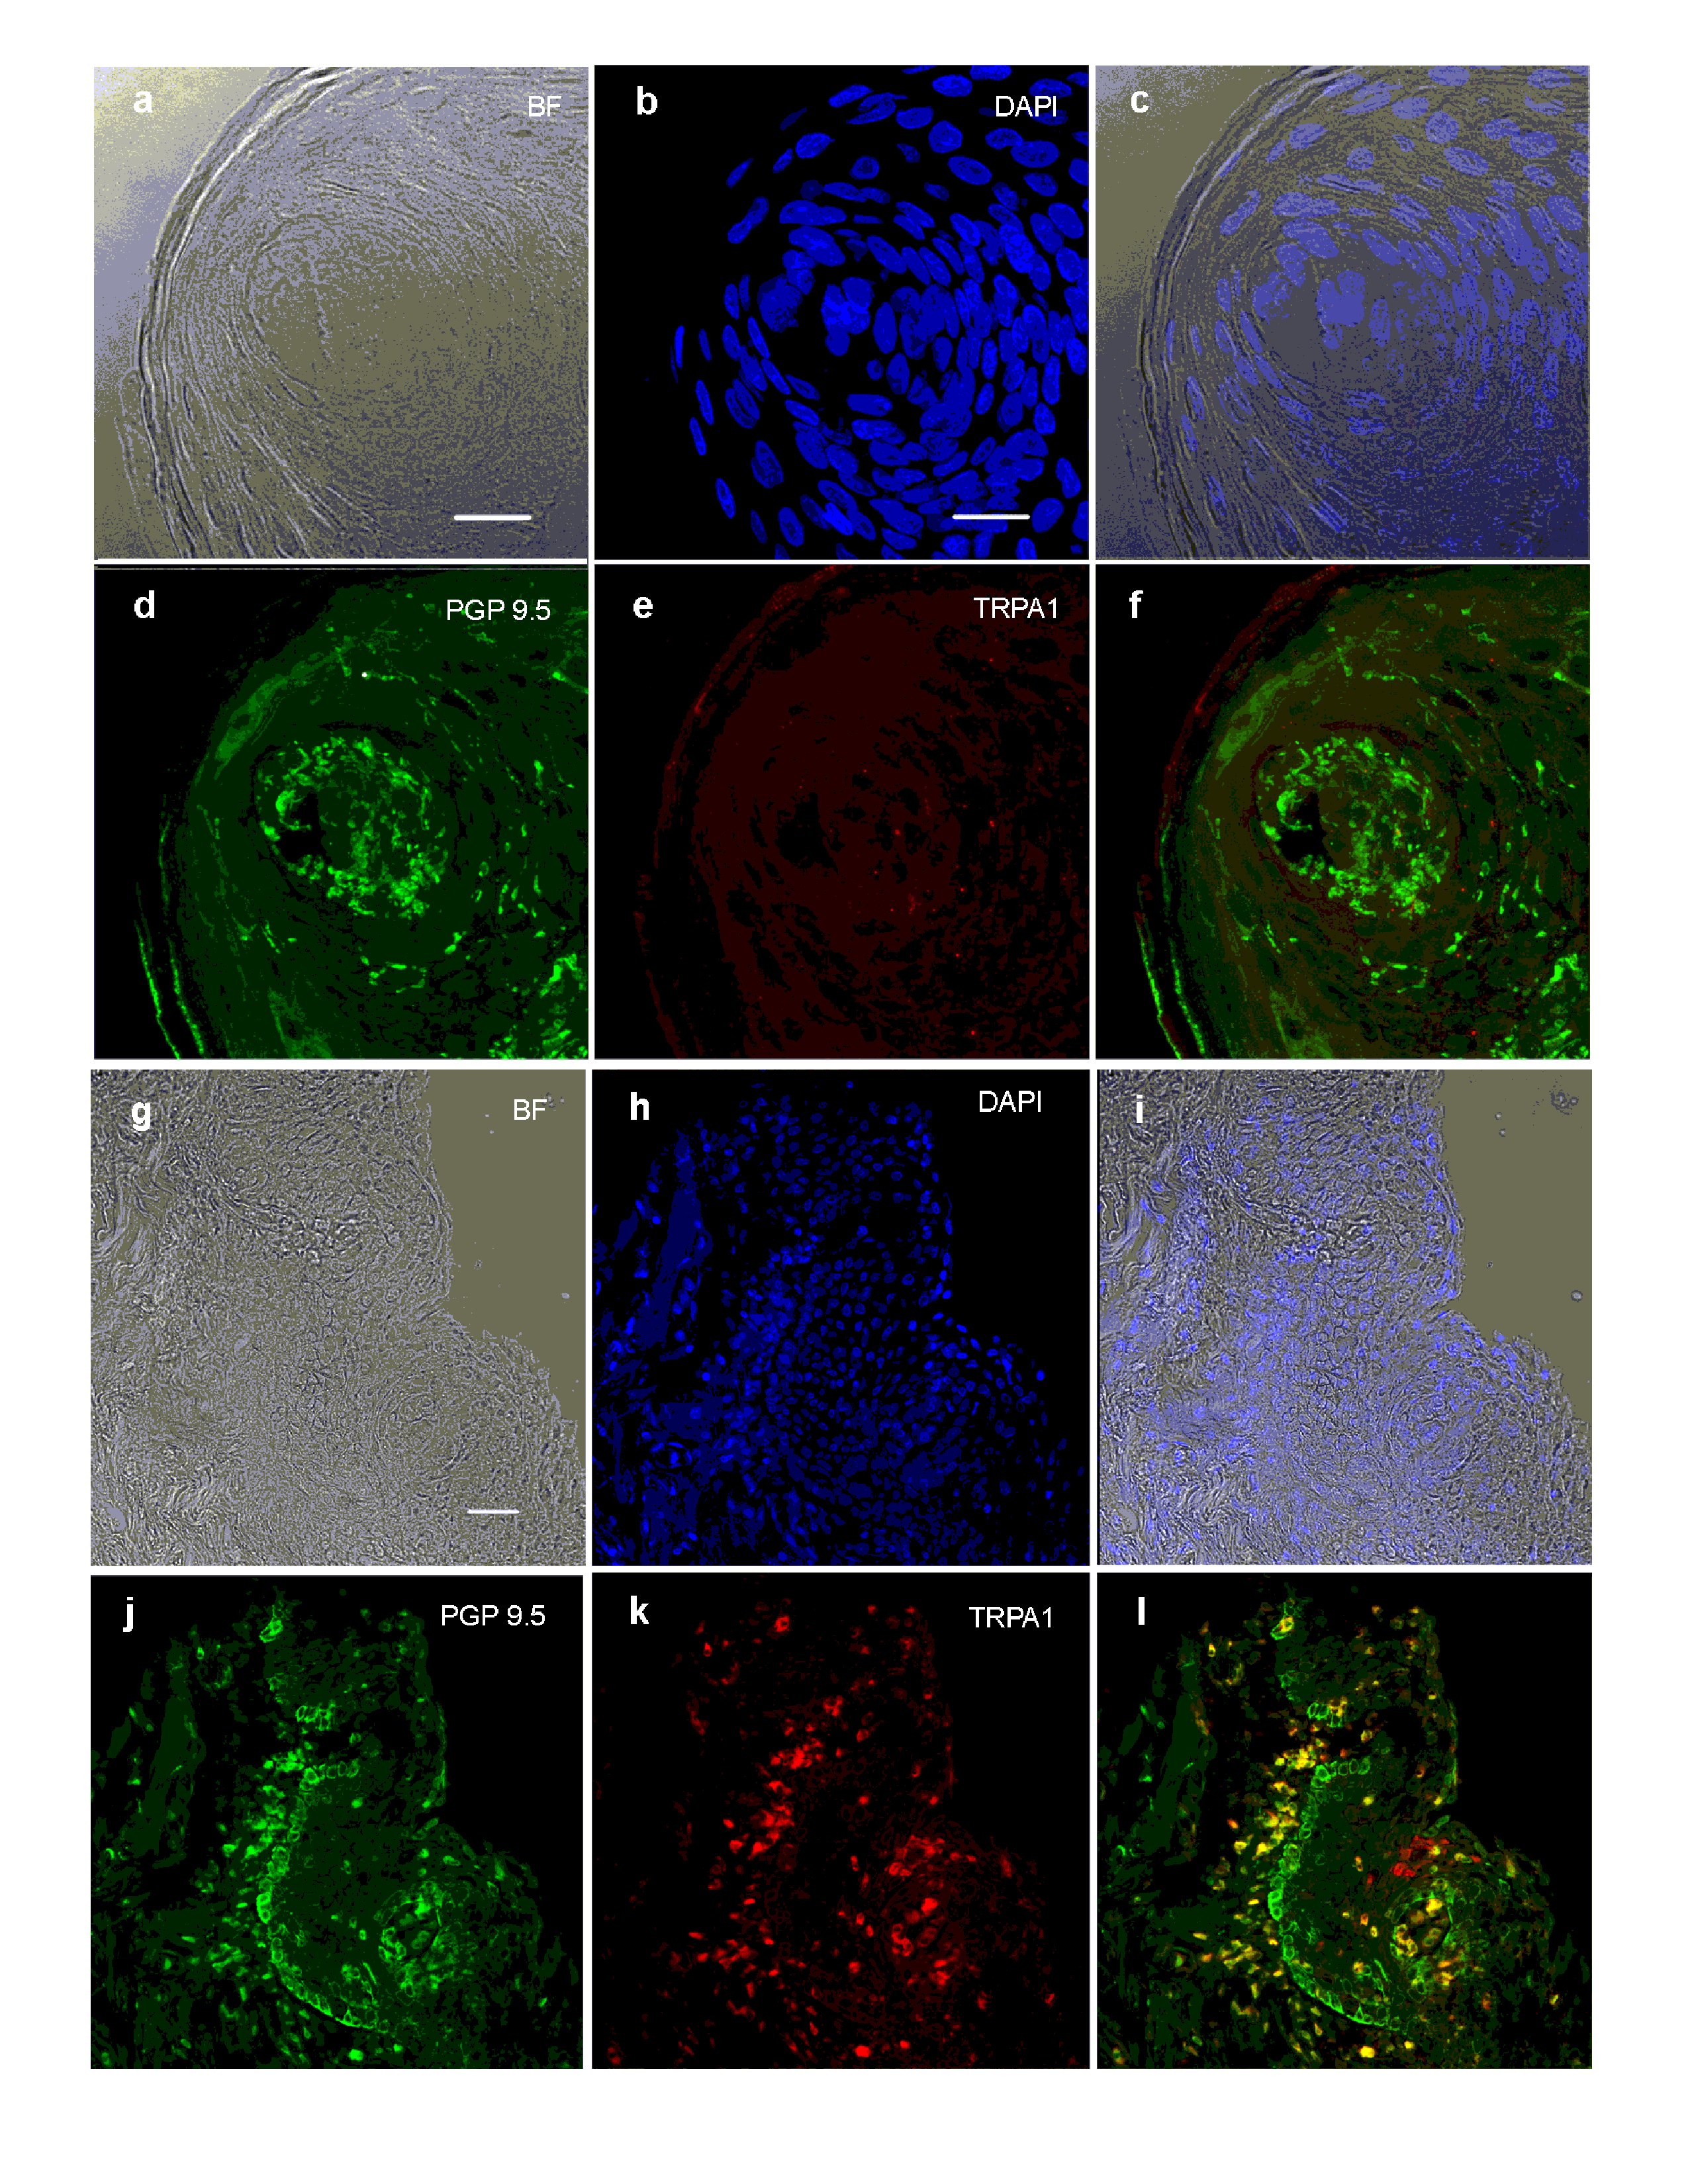 a BF
b DAPI
c
d PGP 9.5
e TRPA1
f
g BF
h DAPI
i
j PGP 9.5
k TRPA1
l